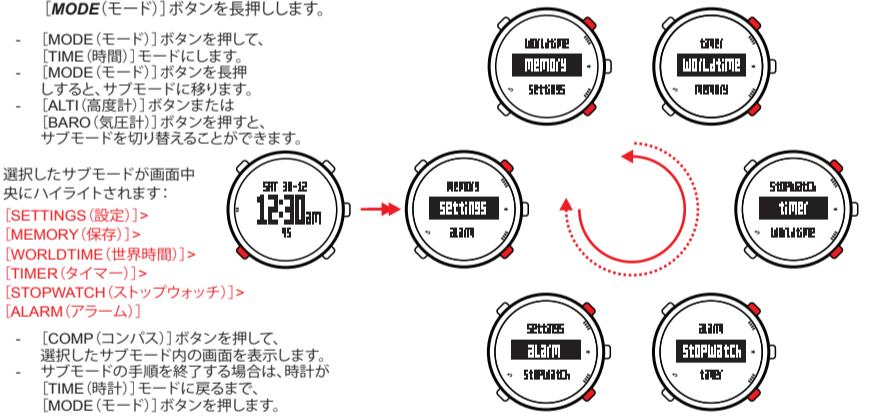 [MODE（モード）]ボタンを長押しします。
- [MODE（モード）]ボタンを押して、
[TIME（時間）]モードにします。
- [MODE（モード）]ボタンを長押
しすると、サブモードに移ります。
- [ALTI（高度計）]ボタンまたは
[BARO（気圧計）]ボタンを押すと、
サブモードを切り替えることができます。
選択したサブモードが画面中
央にハイライトされます：
[SETTINGS（設定）]>
[MEMORY（保存）]>
[WORLDTIME（世界時間）]>
[TIMER（タイマー）]>
[STOPWATCH（ストップウォッチ）]>
[ALARM（アラーム）]
- [COMP（コンパス）]ボタンを押して、
選択したサブモード内の画面を表示します。
- サブモードの手順を終了する場合は、時計が
[TIME（時計）]モードに戻るまで、
[MODE（モード）]ボタンを押します。
SAT 30-12
12:30am
45
memory
settings
alarm
worldtime
memory
settings
timer
worldtime
memory
stopwatch
timer
worldtime
alarm
stopwatch
timer
settings
alarm
stopwatch